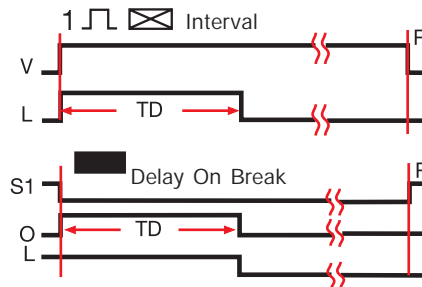 1 Interval
V
L
TD
Delay On Break
S1
O
TD
L